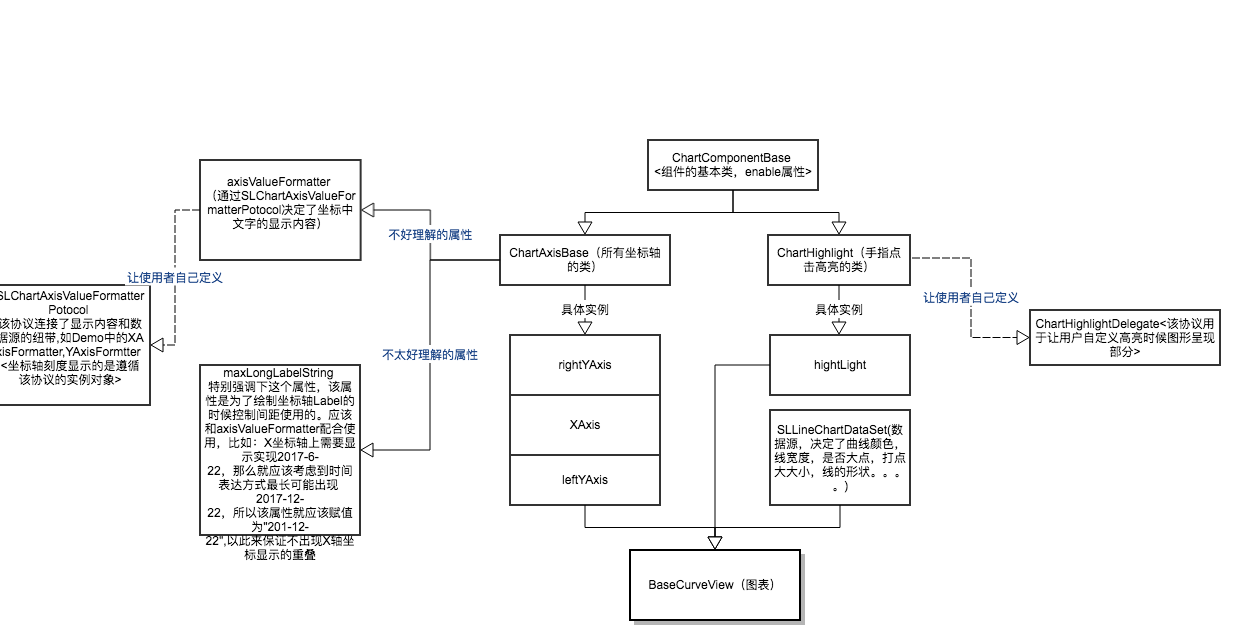 ChartComponentBase
<组件的基本类，enable属性>
axisValueFormatter
（通过SLChartAxisValueFor
matterPotocol决定了坐标中
文字的显示内容）
不好理解的属性
ChartAxisBase（所有坐标轴
的类）
ChartHighlight（手指点
击高亮的类）
让使用者自己定义
SLChartAxisValueFormatter
Potocol
该协议连接了显示内容和数
据源的纽带,如Demo中的XA
xisFormatter,YAxisFormtter
<坐标轴刻度显示的是遵循
该协议的实例对象>
让使用者自己定义
ChartHighlightDelegate<该协议用
于让用户自定义高亮时候图形呈现
部分>
具体实例
具体实例
不太好理解的属性
rightYAxis
XAxis
leftYAxis
hightLight
maxLongLabelString
特别强调下这个属性，该属
性是为了绘制坐标轴Label的
时候控制间距使用的。应该
和axisValueFormatter配合使
用，比如：X坐标轴上需要显
示实现2017-6-
22，那么就应该考虑到时间
表达方式最长可能出现
2017-12-
22，所以该属性就应该赋值
为"201-12-
22",以此来保证不出现X轴坐
标显示的重叠
SLLineChartDataSet(数
据源，决定了曲线颜色，
线宽度，是否大点，打点
大大小，线的形状。。。
。）
BaseCurveView（图表）